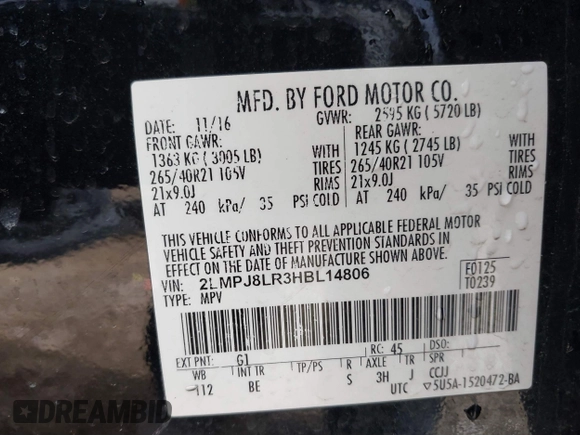 MFD. BY FORD MOTOR CO.
DATE: 11/16 GVWR: 2595 KG ( 5720 LB)
FRONT GAWR: REAR GAWR:
1363 KG ( 3005 LB) WITH 1245 KG ( 2745 LB) WITH
265/40R21 105V TIRES 265/40R21 105V TIRES
21x9.0J RIMS 21x9.0J RIMS
AT 240 kPa/ 35 PSI COLD AT 240 kPa/ 35 PSI COLD
THIS VEHICLE CONFORMS TO ALL APPLICABLE FEDERAL MOTOR
VEHICLE SAFETY AND THEFT PREVENTION STANDARDS IN
EFFECT ON THE DATE OF MANUFACTURE SHOWN ABOVE.
VIN: 2LMPJ8LR3HBL14806 F0125
TYPE: MPV T0239
EXT PNT: G1 RC: 45 DSO:
WB INT TR TP/PS R AXLE TR SPR
112 BE S 3H J CCJJ
UTC ▽5U5A-1520472-BA
DREAMBID